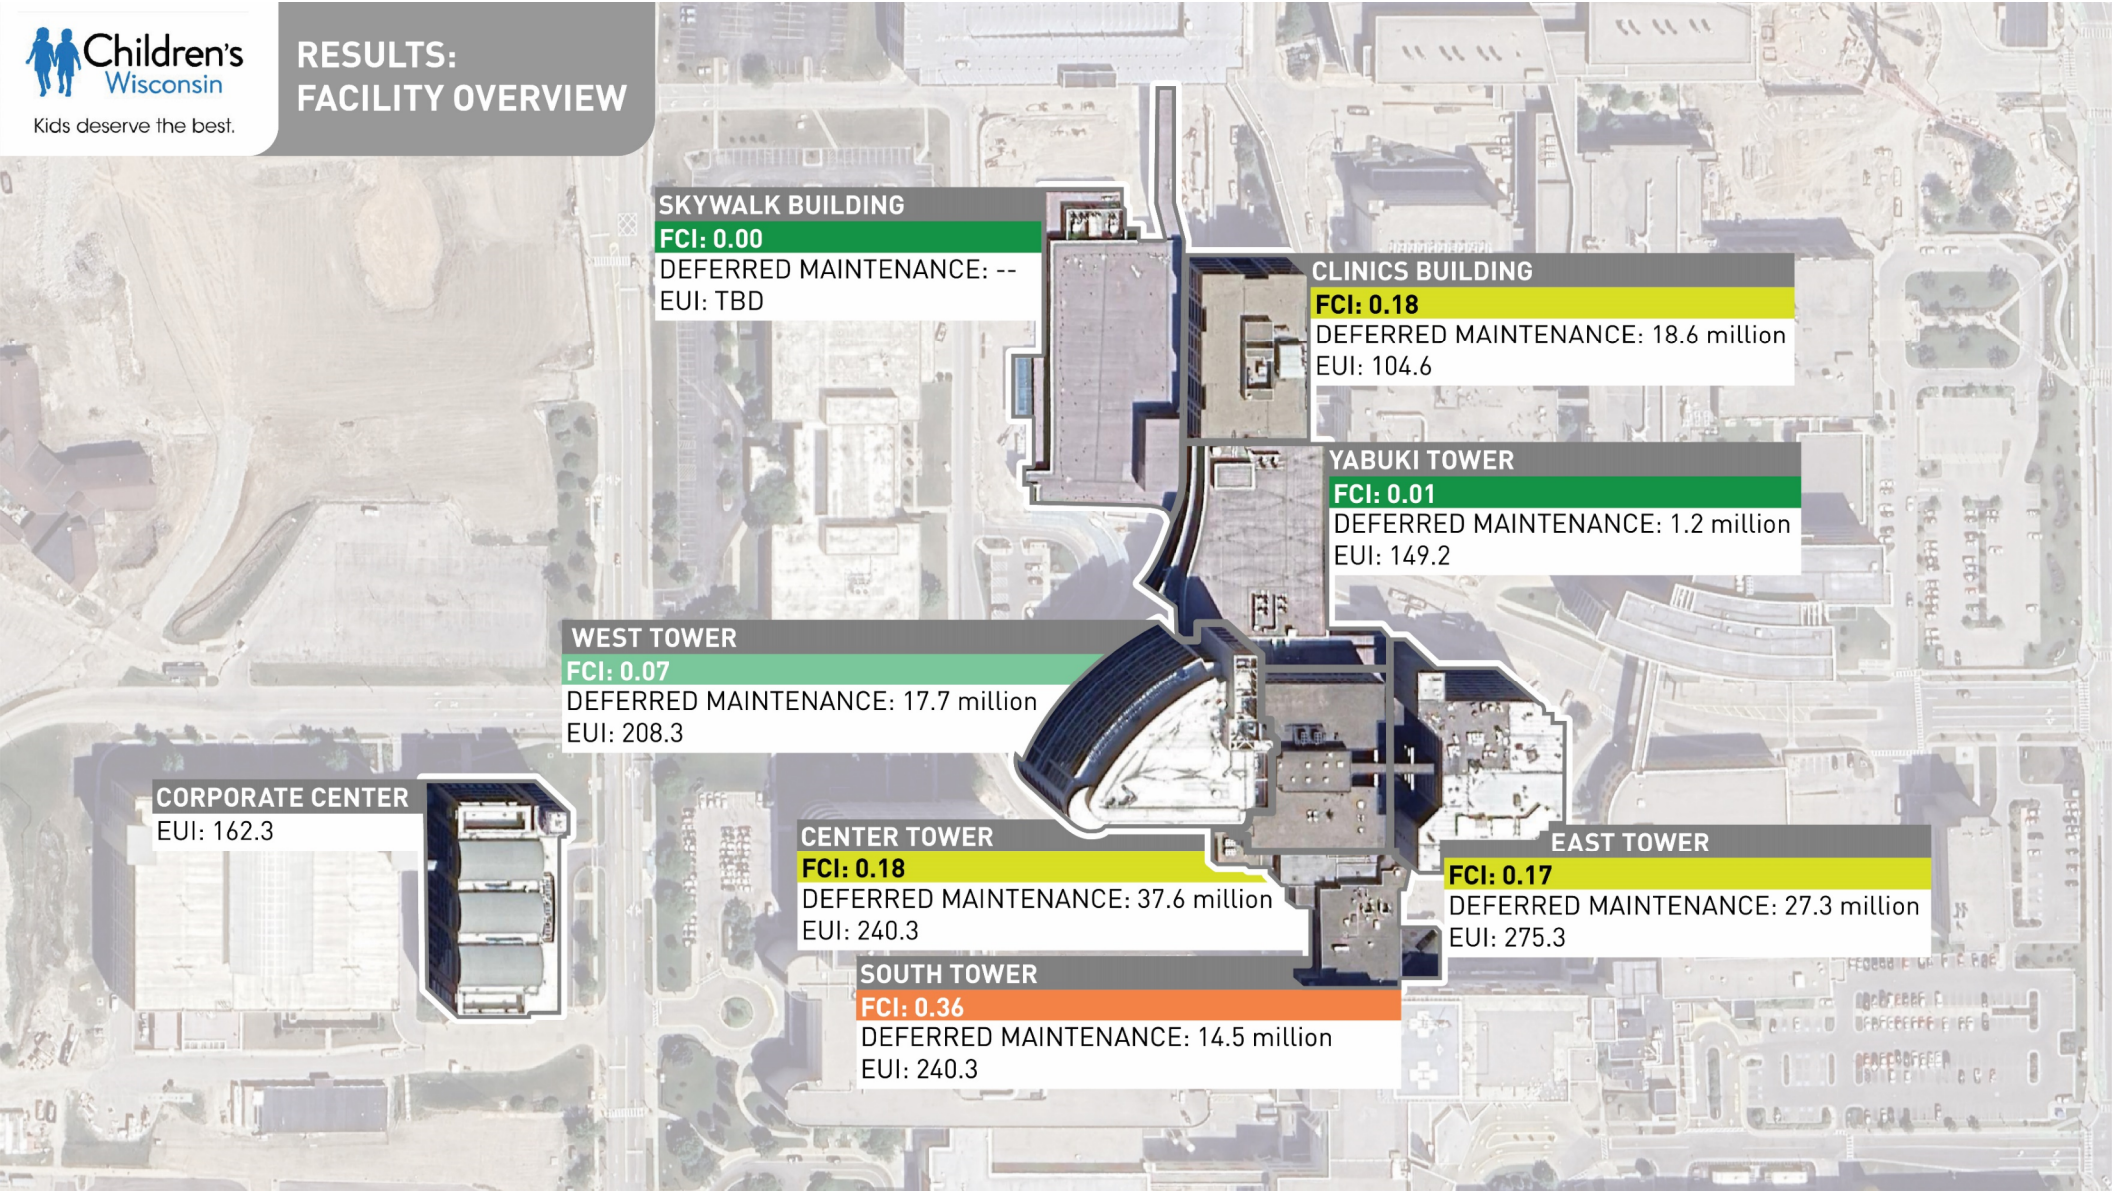 Children's
Wisconsin
Kids deserve the best.
RESULTS:
FACILITY OVERVIEW
SKYWALK BUILDING
FCI: 0.00
DEFERRED MAINTENANCE: --
EUI: TBD
CLINICS BUILDING
FCI: 0.18
DEFERRED MAINTENANCE: 18.6 million
EUI: 104.6
YABUKI TOWER
FCI: 0.01
DEFERRED MAINTENANCE: 1.2 million
EUI: 149.2
WEST TOWER
FCI: 0.07
DEFERRED MAINTENANCE: 17.7 million
EUI: 208.3
CORPORATE CENTER
EUI: 162.3
CENTER TOWER
FCI: 0.18
DEFERRED MAINTENANCE: 37.6 million
EUI: 240.3
EAST TOWER
FCI: 0.17
DEFERRED MAINTENANCE: 27.3 million
EUI: 275.3
SOUTH TOWER
FCI: 0.36
DEFERRED MAINTENANCE: 14.5 million
EUI: 240.3